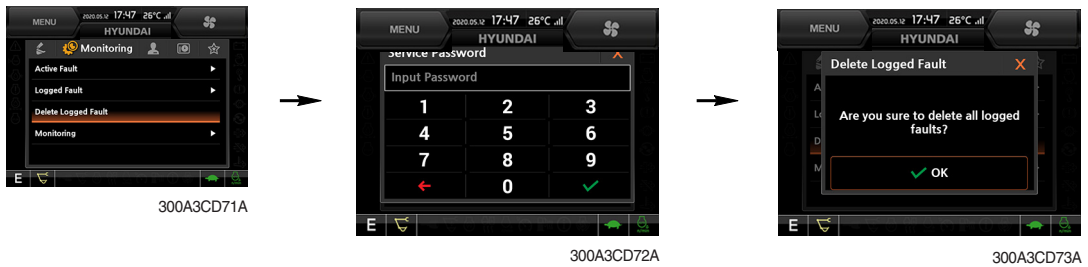 MENU 2020.05.12 17:47 26°C
HYUNDAI
Monitoring
Active Fault
Logged Fault
Delete Logged Fault
Monitoring
E
300A3CD71A
MENU 2020.05.12 17:47 26°C
HYUNDAI
Service Password X
Input Password
1 2 3
4 5 6
7 8 9
0
E
300A3CD72A
MENU 2020.05.12 17:47 26°C
HYUNDAI
Delete Logged Fault X
Are you sure to delete all logged
faults?
OK
E
300A3CD73A